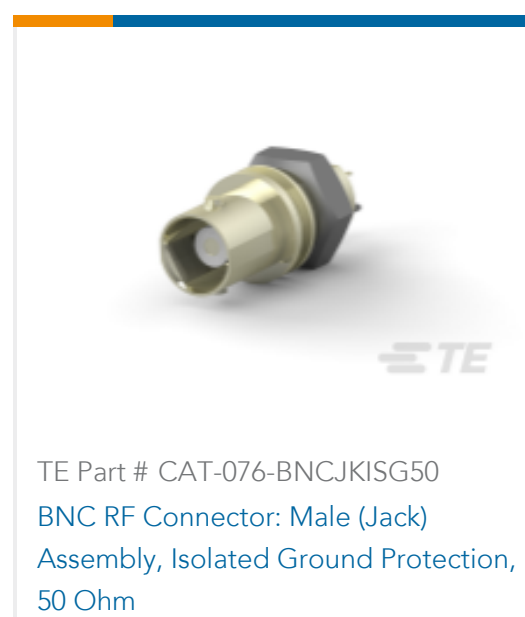 TE
TE Part # CAT-076-BNCJKISG50
BNC RF Connector: Male (Jack)
Assembly, Isolated Ground Protection,
50 Ohm